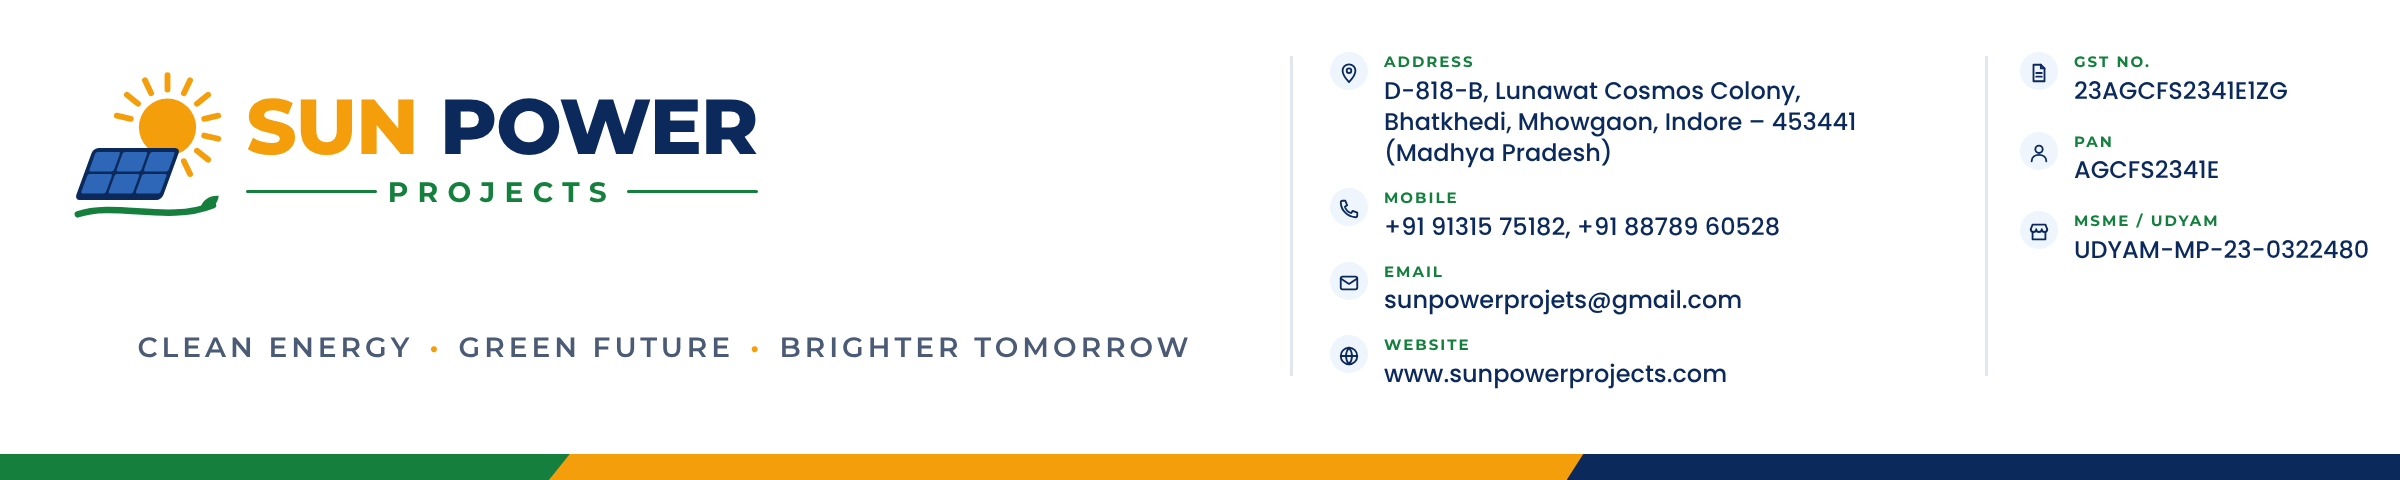 SUN POWER
PROJECTS
CLEAN ENERGY • GREEN FUTURE • BRIGHTER TOMORROW
ADDRESS
D-818-B, Lunawat Cosmos Colony,
Bhatkhedi, Mhowgaon, Indore – 453441
(Madhya Pradesh)
MOBILE
+91 91315 75182, +91 88789 60528
EMAIL
sunpowerprojets@gmail.com
WEBSITE
www.sunpowerprojects.com
GST NO.
23AGCFS2341E1ZG
PAN
AGCFS2341E
MSME / UDYAM
UDYAM-MP-23-0322480